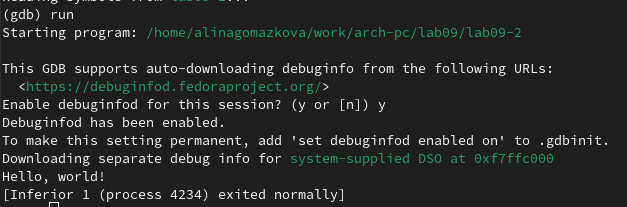 (gdb) run
Starting program: /home/alinagomazkova/work/arch-pc/lab09/lab09-2
This GDB supports auto-downloading debuginfo from the following URLs:
<https://debuginfod.fedoraproject.org/>
Enable debuginfod for this session? (y or [n]) y
Debuginfod has been enabled.
To make this setting permanent, add 'set debuginfod enabled on' to .gdbinit.
Downloading separate debug info for system-supplied DSO at 0xf7ffc000
Hello, world!
[Inferior 1 (process 4234) exited normally]